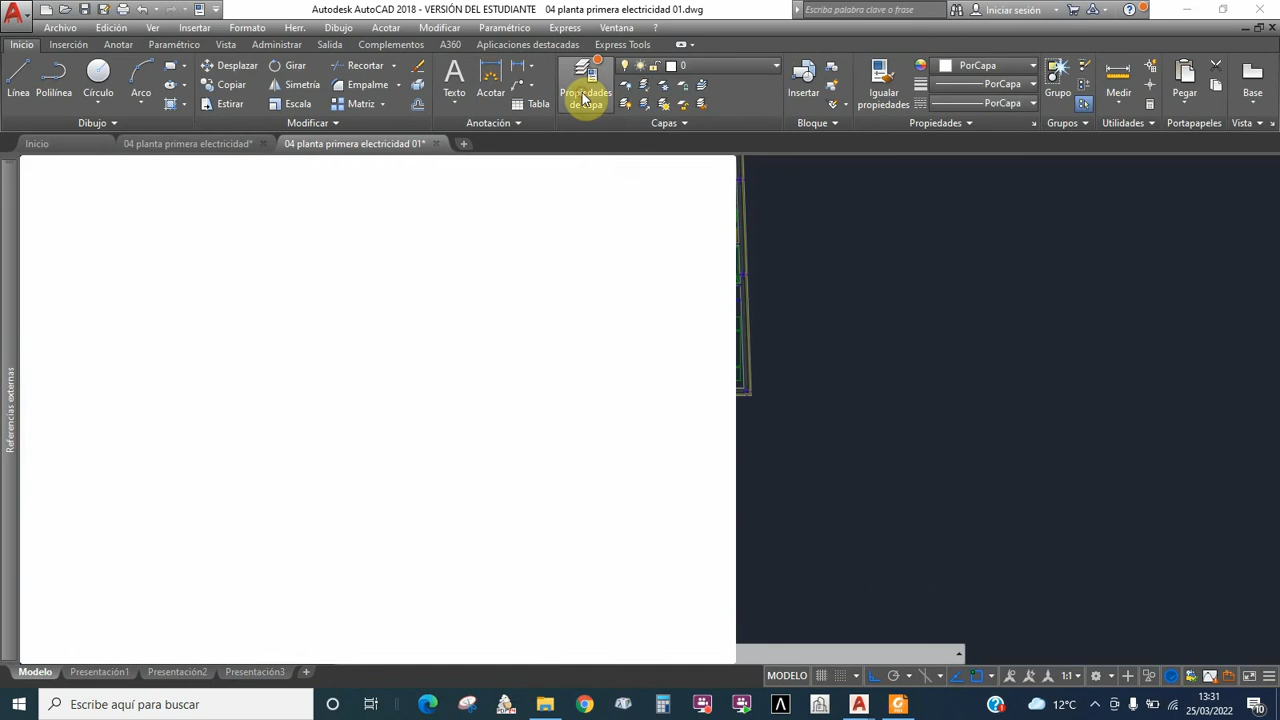 Autodesk AutoCAD 2018 - VERSIÓN DEL ESTUDIANTE 04 planta primera electricidad 01.dwg
Escriba palabra clave o frase
Iniciar sesión
Archivo Edición Ver Insertar Formato Herr. Dibujo Acotar Modificar Paramétrico Express Ventana ?
Inicio Inserción Anotar Paramétrico Vista Administrar Salida Complementos A360 Aplicaciones destacadas Express Tools
Línea Polilínea Círculo Arco
Desplazar Girar Recortar
Copiar Simetría Empalme
Estirar Escala Matriz
Texto Acotar Tabla
Propiedades de capa
0
Insertar
Igualar propiedades
PorCapa
PorCapa
PorCapa
Grupo Medir Pegar Base
Dibujo Modificar Anotación Capas Bloque Propiedades Grupos Utilidades Portapapeles Vista
Inicio 04 planta primera electricidad* 04 planta primera electricidad 01*
Referencias externas
Modelo Presentación1 Presentación2 Presentación3
MODELO 1:1
Escribe aquí para buscar
12°C
13:31
25/03/2022
10